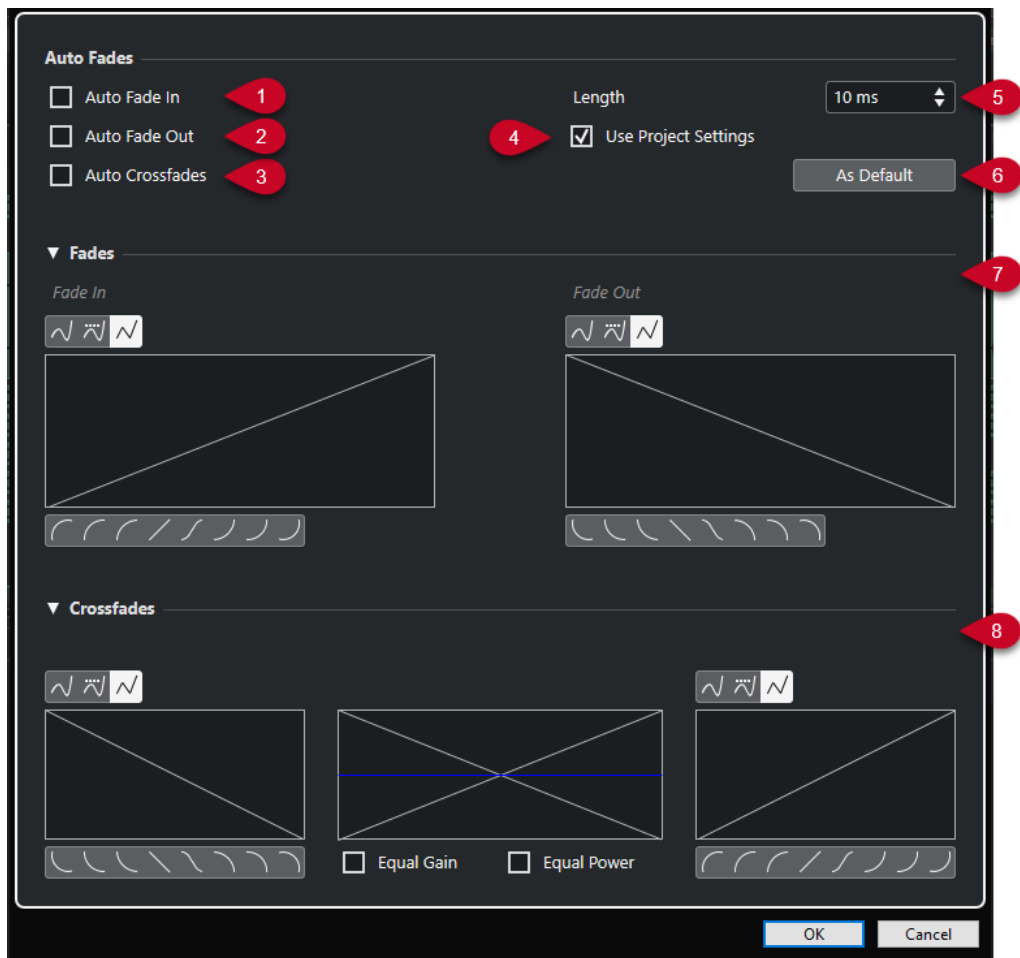 Auto Fades
Auto Fade In 1 Length 10 ms 5
Auto Fade Out 2 4 Use Project Settings
Auto Crossfades 3 As Default 6
Fades
7
Fade In Fade Out
Crossfades
8
Equal Gain Equal Power
OK Cancel